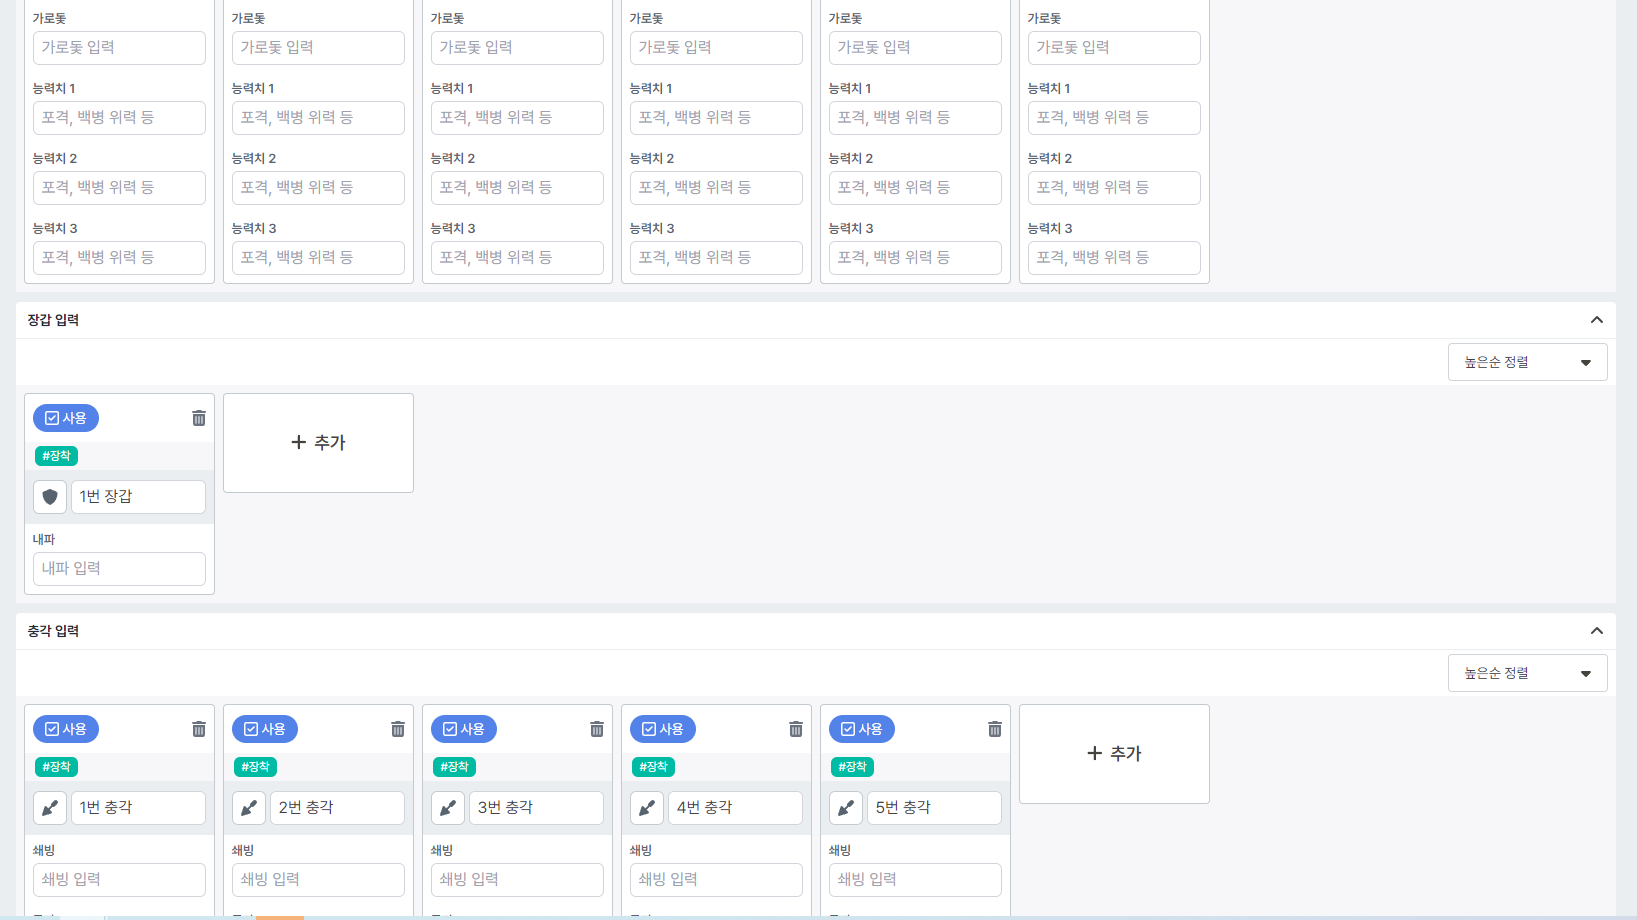 가로돛 가로돛 가로돛 가로돛 가로돛 가로돛
가로돛 입력 가로돛 입력 가로돛 입력 가로돛 입력 가로돛 입력 가로돛 입력
능력치 1 능력치 1 능력치 1 능력치 1 능력치 1 능력치 1
포격, 백병 위력 등 포격, 백병 위력 등 포격, 백병 위력 등 포격, 백병 위력 등 포격, 백병 위력 등 포격, 백병 위력 등
능력치 2 능력치 2 능력치 2 능력치 2 능력치 2 능력치 2
포격, 백병 위력 등 포격, 백병 위력 등 포격, 백병 위력 등 포격, 백병 위력 등 포격, 백병 위력 등 포격, 백병 위력 등
능력치 3 능력치 3 능력치 3 능력치 3 능력치 3 능력치 3
포격, 백병 위력 등 포격, 백병 위력 등 포격, 백병 위력 등 포격, 백병 위력 등 포격, 백병 위력 등 포격, 백병 위력 등
장갑 입력
높은순 정렬
사용
+ 추가
#장착
1번 장갑
내파
내파 입력
충각 입력
높은순 정렬
사용 사용 사용 사용 사용
+ 추가
#장착 #장착 #장착 #장착 #장착
1번 충각 2번 충각 3번 충각 4번 충각 5번 충각
쇄빙 쇄빙 쇄빙 쇄빙 쇄빙
쇄빙 입력 쇄빙 입력 쇄빙 입력 쇄빙 입력 쇄빙 입력